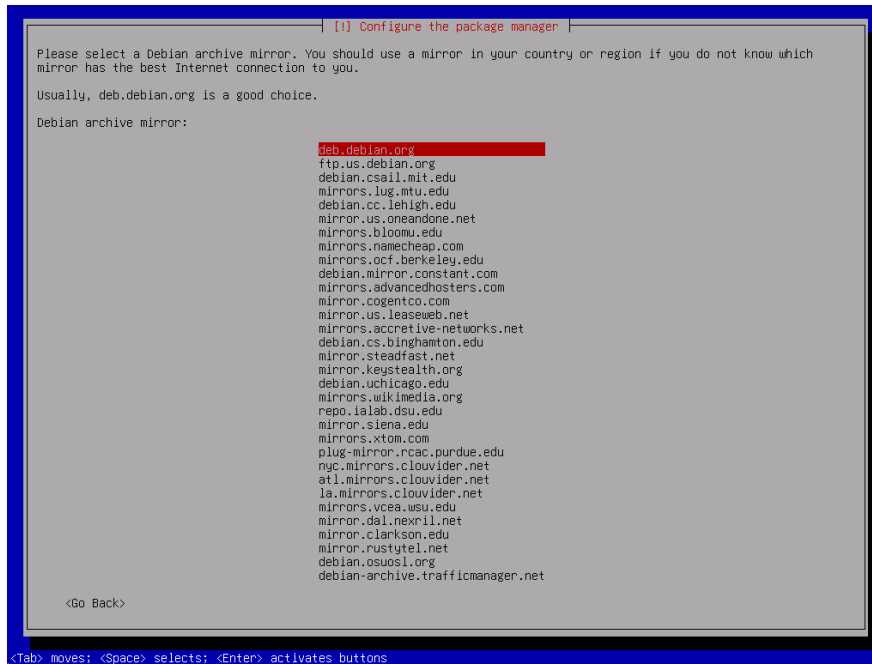 [!] Configure the package manager
Please select a Debian archive mirror. You should use a mirror in your country or region if you do not know which
mirror has the best Internet connection to you.
Usually, deb.debian.org is a good choice.
Debian archive mirror:
deb.debian.org
ftp.us.debian.org
debian.csail.mit.edu
mirrors.lug.mtu.edu
debian.cc.lehigh.edu
mirror.us.oneandone.net
mirrors.bloomu.edu
mirrors.namecheap.com
mirrors.ocf.berkeley.edu
debian.mirror.constant.com
mirrors.advancedhosters.com
mirror.cogentco.com
mirror.us.leaseweb.net
mirrors.accretive-networks.net
debian.cs.binghamton.edu
mirror.steadfast.net
mirror.keystealth.org
debian.uchicago.edu
mirrors.wikimedia.org
repo.ialab.dsu.edu
mirror.siena.edu
mirrors.xtom.com
plug-mirror.rcac.purdue.edu
nyc.mirrors.clouvider.net
atl.mirrors.clouvider.net
la.mirrors.clouvider.net
mirrors.vcea.wsu.edu
mirror.dal.nexril.net
mirror.clarkson.edu
mirror.rustytel.net
debian.osuosl.org
debian-archive.trafficmanager.net
<Go Back>
<Tab> moves; <Space> selects; <Enter> activates buttons